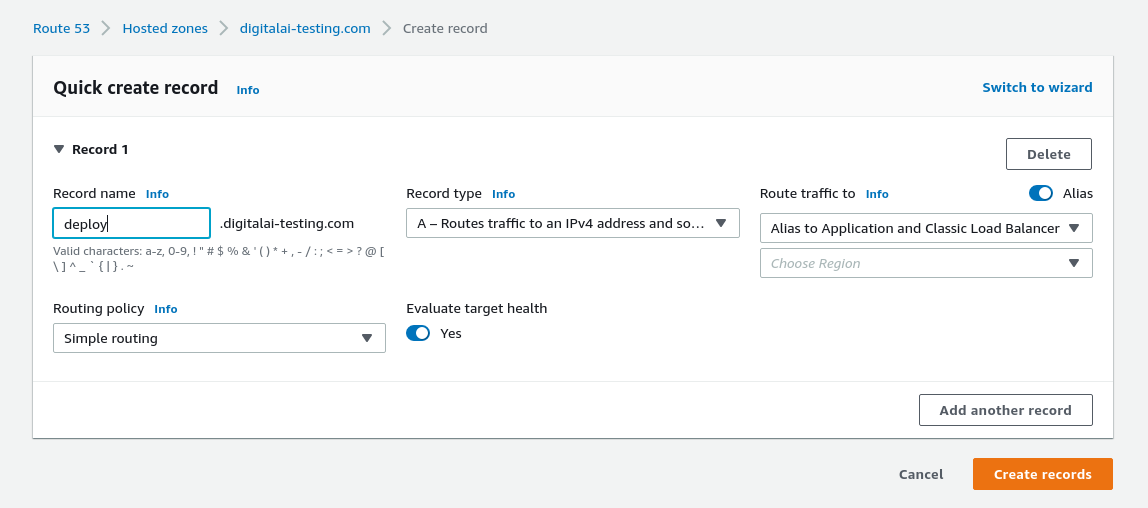 Route 53 > Hosted zones > digitalai-testing.com > Create record
Quick create record Info
Switch to wizard
▼ Record 1
Delete
Record name Info
deploy .digitalai-testing.com
Valid characters: a-z, 0-9, ! " # $ % & ' ( ) * + , - / : ; < = > ? @ [
\ ] ^ _ ` { | } . ~
Record type Info
A – Routes traffic to an IPv4 address and so...
Route traffic to Info
Alias
Alias to Application and Classic Load Balancer
Choose Region
Routing policy Info
Simple routing
Evaluate target health
Yes
Add another record
Cancel
Create records